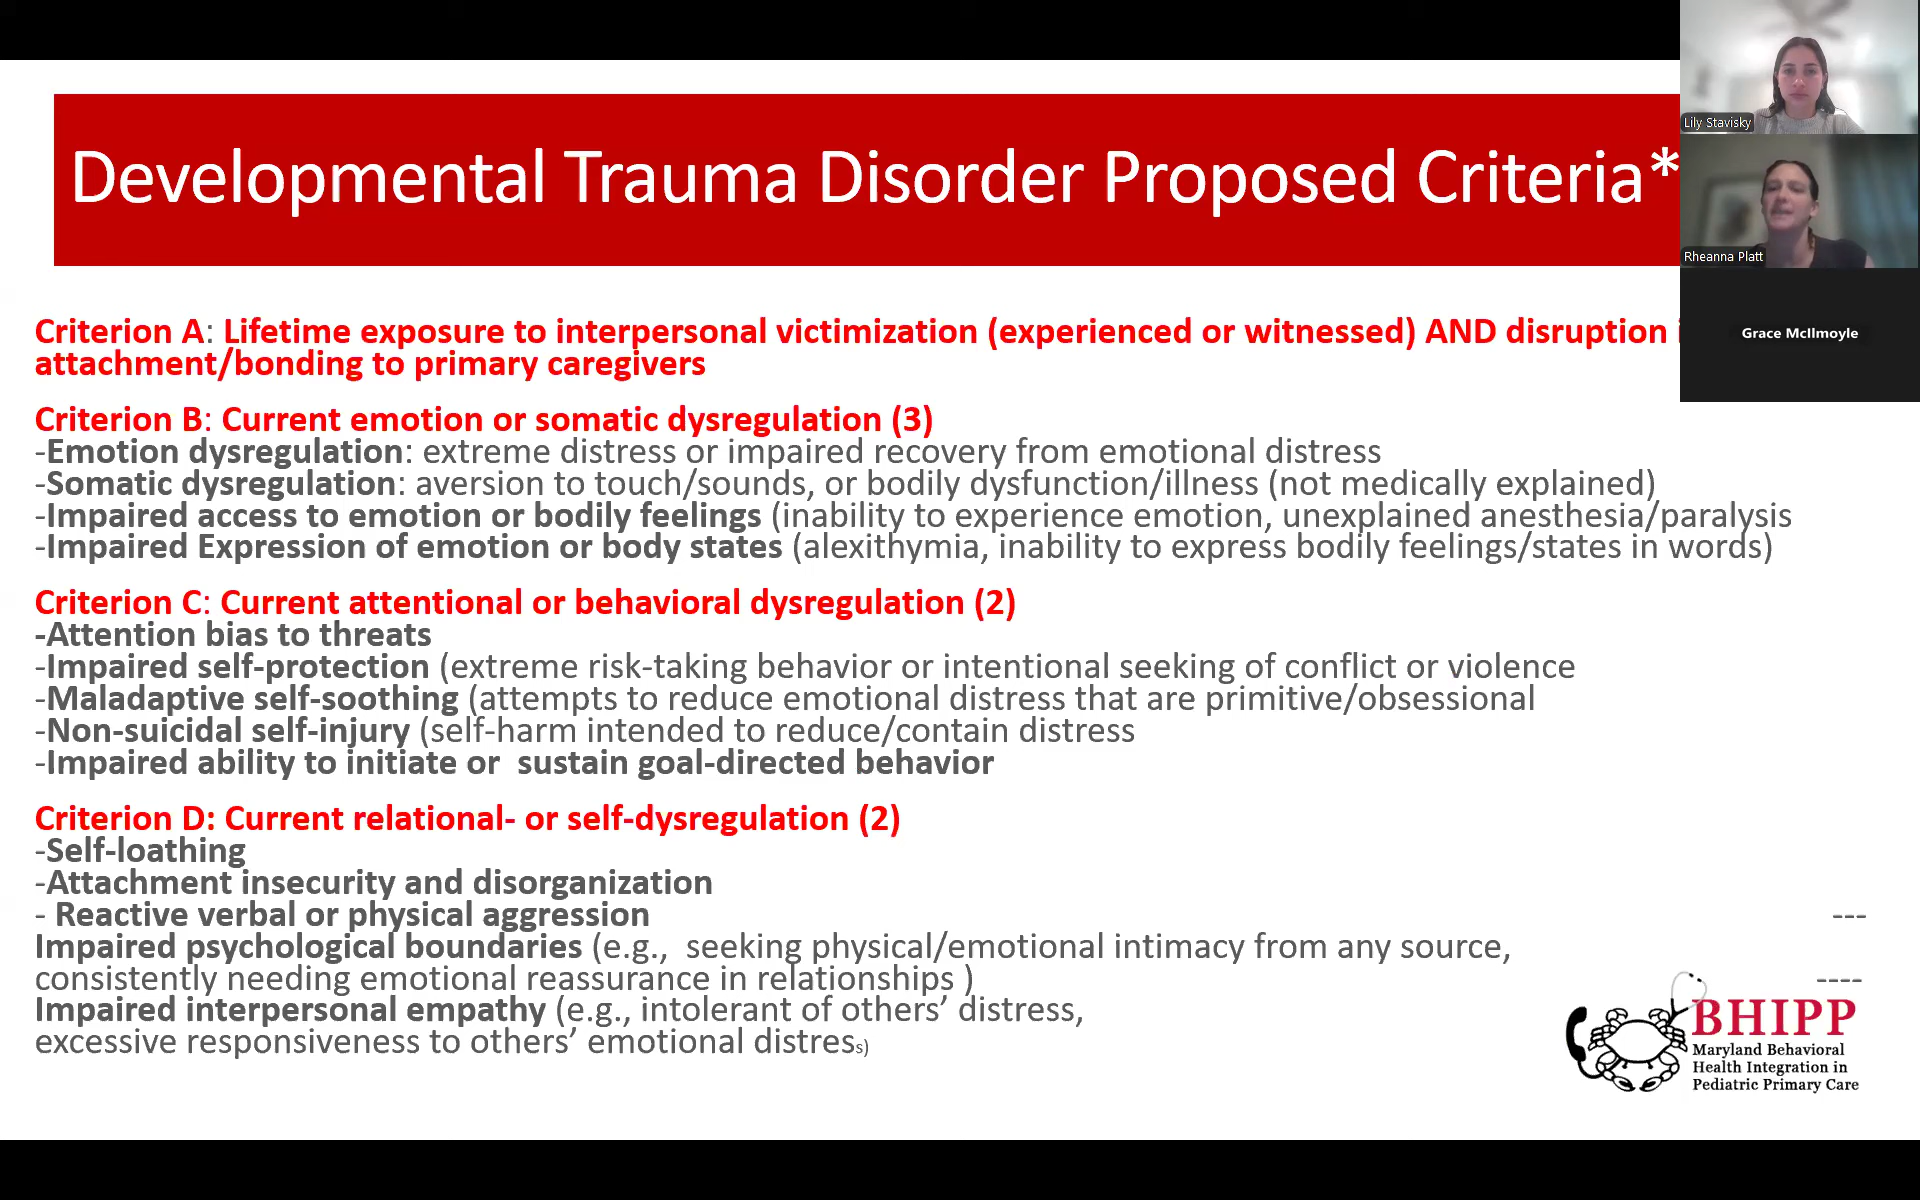 Developmental Trauma Disorder Proposed Criteria*
Criterion A: Lifetime exposure to interpersonal victimization (experienced or witnessed) AND disruption
attachment/bonding to primary caregivers
Criterion B: Current emotion or somatic dysregulation (3)
-Emotion dysregulation: extreme distress or impaired recovery from emotional distress
-Somatic dysregulation: aversion to touch/sounds, or bodily dysfunction/illness (not medically explained)
-Impaired access to emotion or bodily feelings (inability to experience emotion, unexplained anesthesia/paralysis
-Impaired Expression of emotion or body states (alexithymia, inability to express bodily feelings/states in words)
Criterion C: Current attentional or behavioral dysregulation (2)
-Attention bias to threats
-Impaired self-protection (extreme risk-taking behavior or intentional seeking of conflict or violence
-Maladaptive self-soothing (attempts to reduce emotional distress that are primitive/obsessional
-Non-suicidal self-injury (self-harm intended to reduce/contain distress
-Impaired ability to initiate or  sustain goal-directed behavior
Criterion D: Current relational- or self-dysregulation (2)
-Self-loathing
-Attachment insecurity and disorganization
- Reactive verbal or physical aggression ---
Impaired psychological boundaries (e.g.,  seeking physical/emotional intimacy from any source,
consistently needing emotional reassurance in relationships ) ----
Impaired interpersonal empathy (e.g., intolerant of others’ distress,
excessive responsiveness to others’ emotional distress)
BHIPP
Maryland Behavioral
Health Integration in
Pediatric Primary Care
Lily Stavisky
Rheanna Platt
Grace McIlmoyle